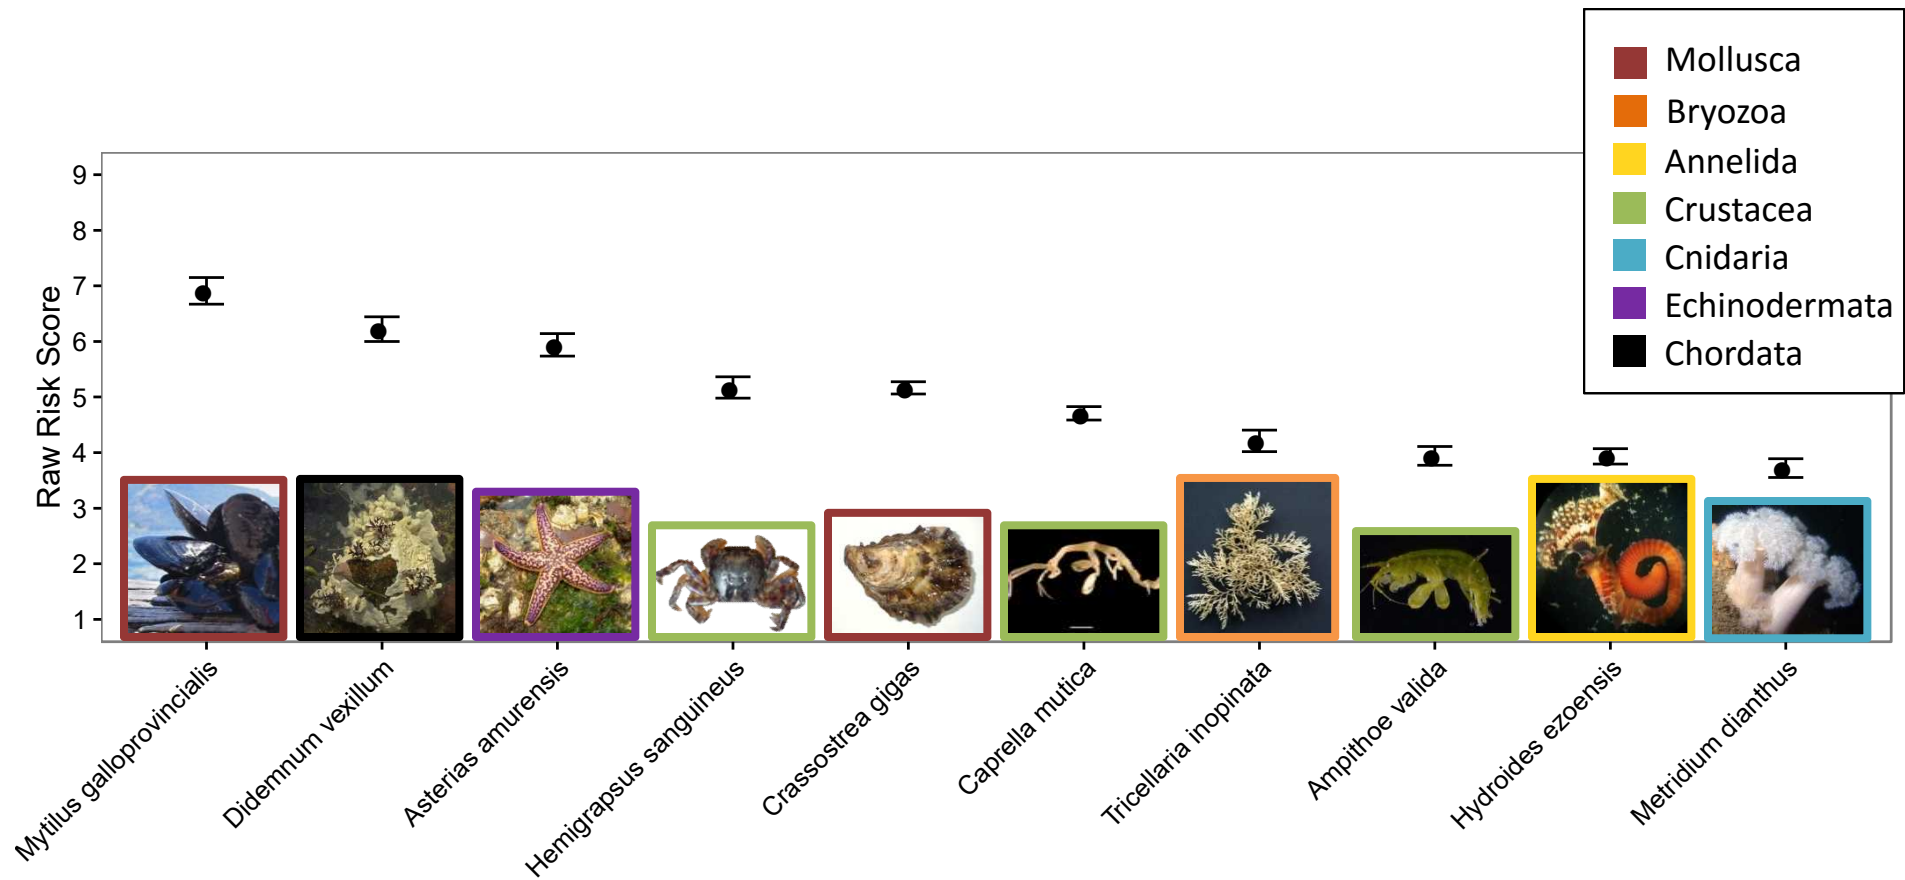 Mollusca
Bryozoa
Annelida
Crustacea
Cnidaria
Echinodermata
Chordata
Raw Risk Score
9
8
7
6
5
4
3
2
1
Mytilus galloprovincialis
Didemnum vexillum
Asterias amurensis
Hemigrapsus sanguineus
Crassostrea gigas
Caprella mutica
Tricellaria inopinata
Ampithoe valida
Hydroides ezoensis
Metridium dianthus